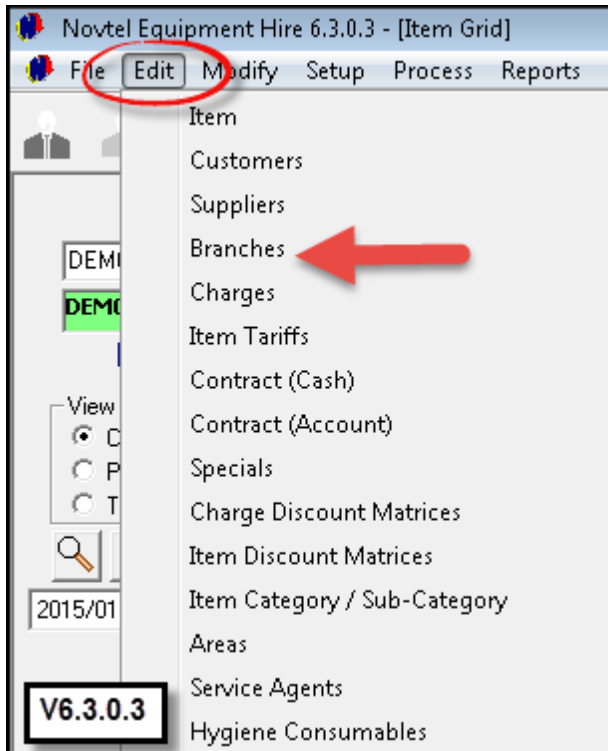 Novtel Equipment Hire 6.3.0.3 - [Item Grid]
File Edit Modify Setup Process Reports
Item
Customers
Suppliers
Branches
Charges
Item Tariffs
Contract (Cash)
Contract (Account)
Specials
Charge Discount Matrices
Item Discount Matrices
Item Category / Sub-Category
Areas
Service Agents
Hygiene Consumables
DEM
DEM
View
C
P
T
2015/01
V6.3.0.3